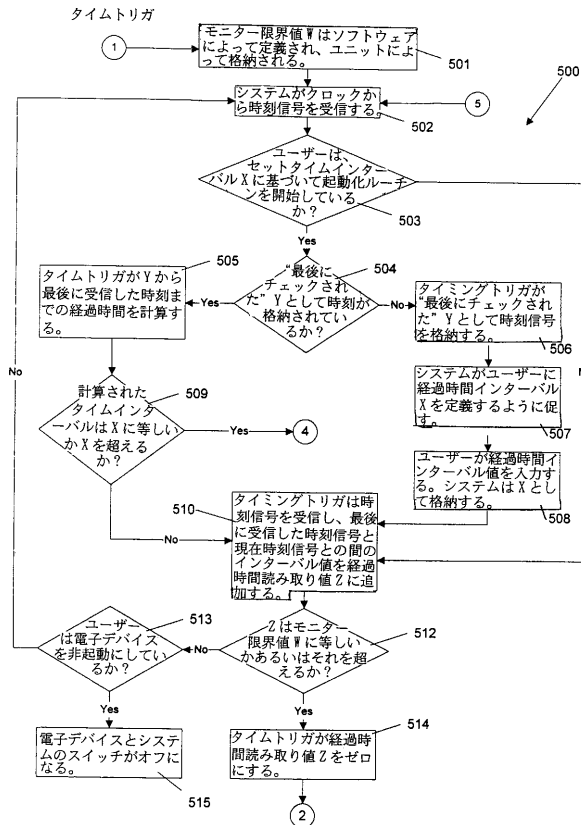 タイムトリガ
1
モニター限界値Wはソフトウェア
によって定義され、ユニットによ
って格納される。
501
500
システムがクロックか
ら時刻信号を受信する。
502
5
ユーザーは、
セットタイムインター
バルXに基づいて起動化ルーチ
ンを開始している
か？
503
Yes
504
“最後に
チェックされ
た”Yとして時刻が
格納されてい
るか？
Yes
No
505
タイムトリガがYから
最後に受信した時刻ま
での経過時間を計算す
る。
タイミングトリガが
“最後にチェックされ
た”Yとして時刻信号を
格納する。
506
No
システムがユーザーに
経過時間インターバル
Xを定義するように促
す。
507
計算された
タイムインタ
ーバルはXに等しい
かXを超えるか？
509
Yes
4
ユーザーが経過時間イ
ンターバル値を入力す
る。システムはXとし
て格納する。
508
No
510
タイミングトリガは時
刻信号を受信し、最後
に受信した時刻信号と
現在時刻信号との間の
インターバル値を経過
時間読み取り値Zに追
加する。
513
ユーザー
は電子デバイス
を非起動にしてい
るか？
No
Zはモニター
限界値Wに等しい
かあるいはそれを超
えるか？
512
Yes
Yes
電子デバイスとシステ
ムのスイッチがオフに
なる。
515
タイムトリガが経過時
間読み取り値Zをゼロ
にする。
514
2